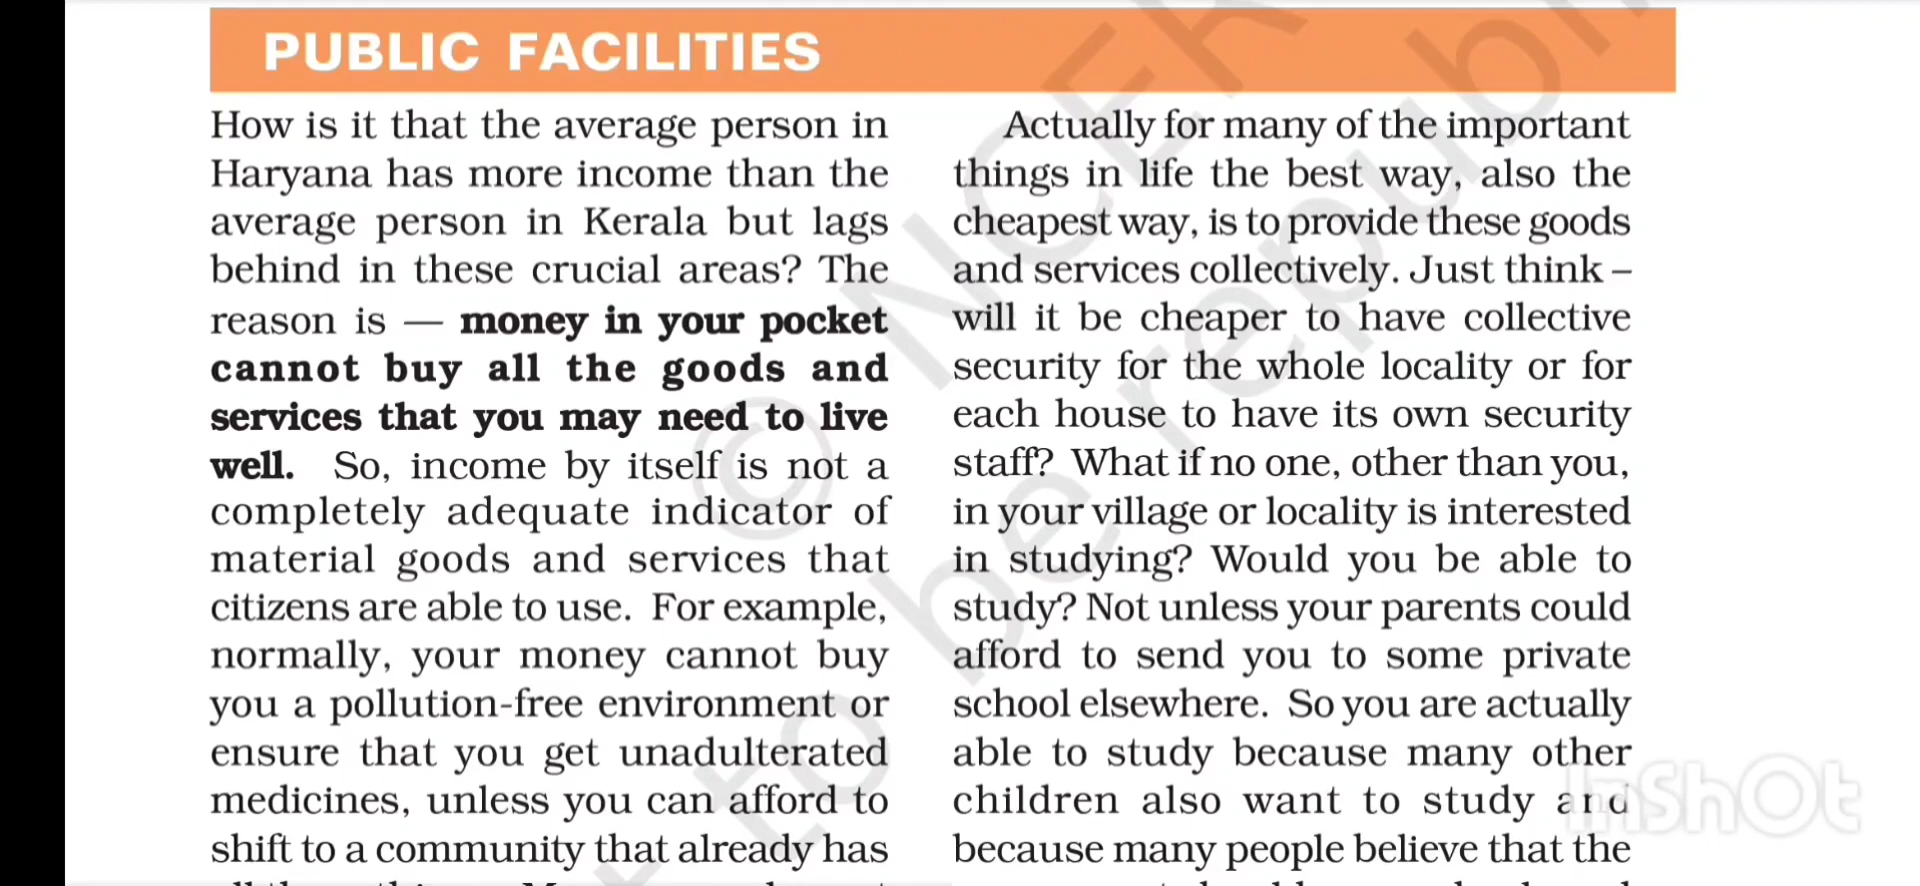 PUBLIC FACILITIES
How is it that the average person in
Haryana has more income than the
average person in Kerala but lags
behind in these crucial areas? The
reason is — money in your pocket
cannot buy all the goods and
services that you may need to live
well. So, income by itself is not a
completely adequate indicator of
material goods and services that
citizens are able to use. For example,
normally, your money cannot buy
you a pollution-free environment or
ensure that you get unadulterated
medicines, unless you can afford to
shift to a community that already has
Actually for many of the important
things in life the best way, also the
cheapest way, is to provide these goods
and services collectively. Just think –
will it be cheaper to have collective
security for the whole locality or for
each house to have its own security
staff? What if no one, other than you,
in your village or locality is interested
in studying? Would you be able to
study? Not unless your parents could
afford to send you to some private
school elsewhere. So you are actually
able to study because many other
children also want to study and
because many people believe that the
© NCER
to be republ
InShOt